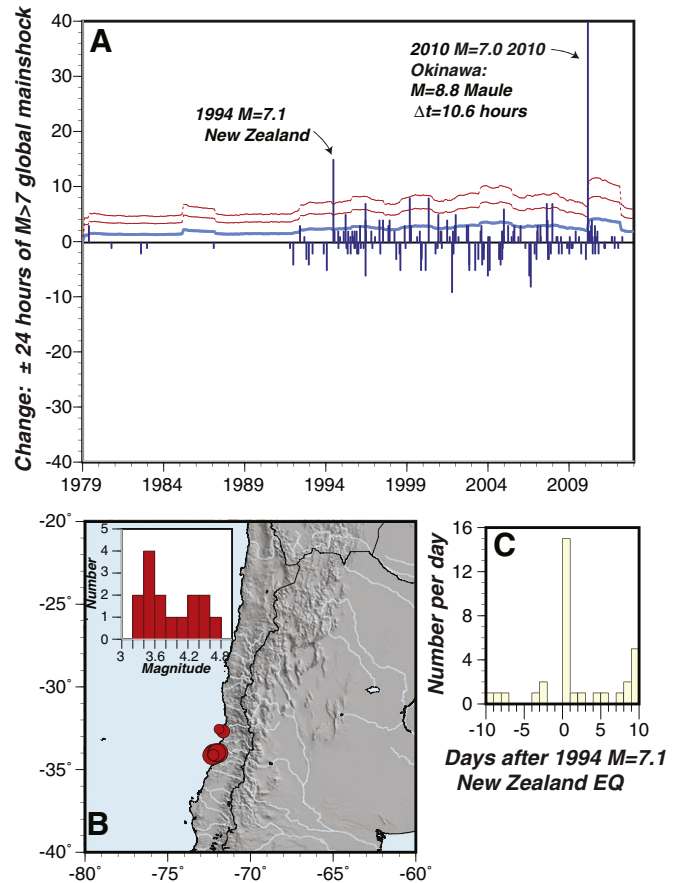 A
Change: ± 24 hours of M>7 global mainshock
40
30
20
10
0
-10
-20
-30
-40
1979 1984 1989 1994 1999 2004 2009
1994 M=7.1
New Zealand
2010 M=7.0 2010
Okinawa:
M=8.8 Maule
Δt=10.6 hours
B
-20˚
-25˚
-30˚
-35˚
-40˚
-80˚ -75˚ -70˚ -65˚ -60˚
Number
5
4
3
2
1
0
3 3.6 4.2 4.8
Magnitude
C
Number per day
16
12
8
4
0
-10 -5 0 5 10
Days after 1994 M=7.1
New Zealand EQ